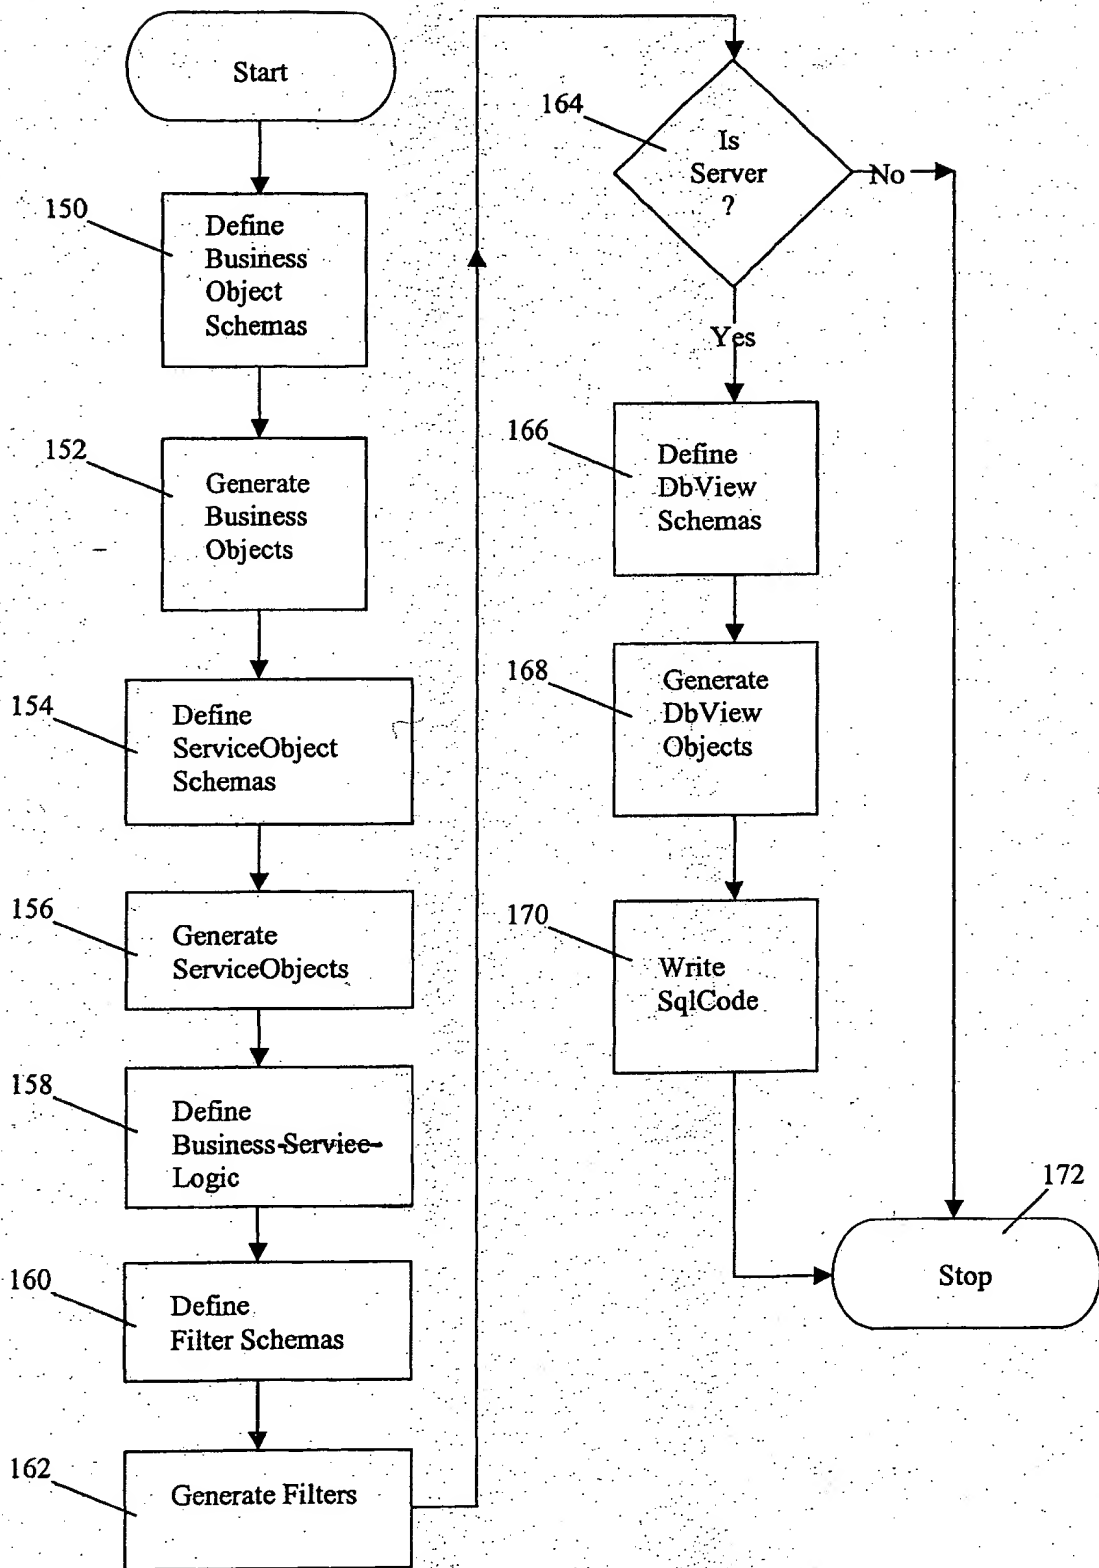 Start
150
Define
Business
Object
Schemas
152
Generate
Business
Objects
154
Define
ServiceObject
Schemas
156
Generate
ServiceObjects
158
Define
Business Service
Logic
160
Define
Filter Schemas
162
Generate Filters
164
Is
Server
?
No
Yes
166
Define
DbView
Schemas
168
Generate
DbView
Objects
170
Write
SqlCode
172
Stop